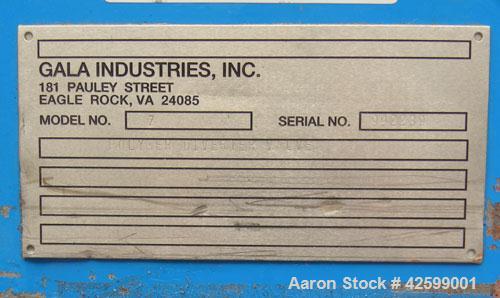 GALA INDUSTRIES, INC.
181 PAULEY STREET
EAGLE ROCK, VA 24085
MODEL NO. 7 SERIAL NO.
POLYMER DIVERTER VALVE
Aaron Stock # 42599001